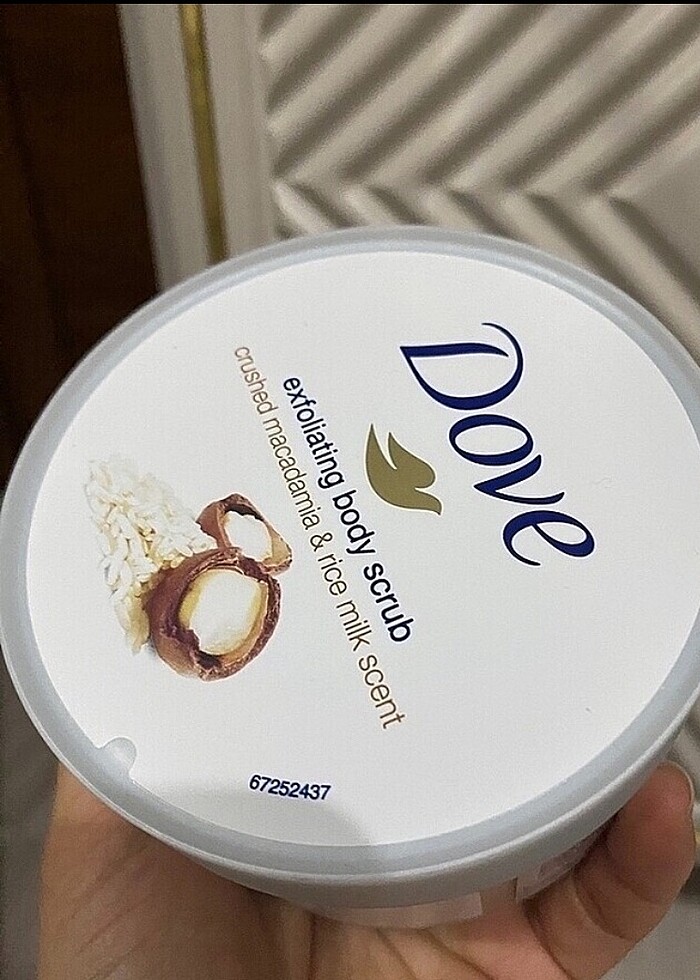 Dove
exfoliating body scrub
crushed macadamia & rice milk scent
67252437